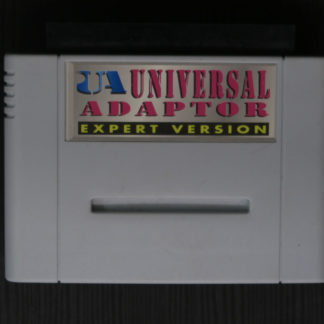 UA UNIVERSAL
ADAPTOR
EXPERT VERSION